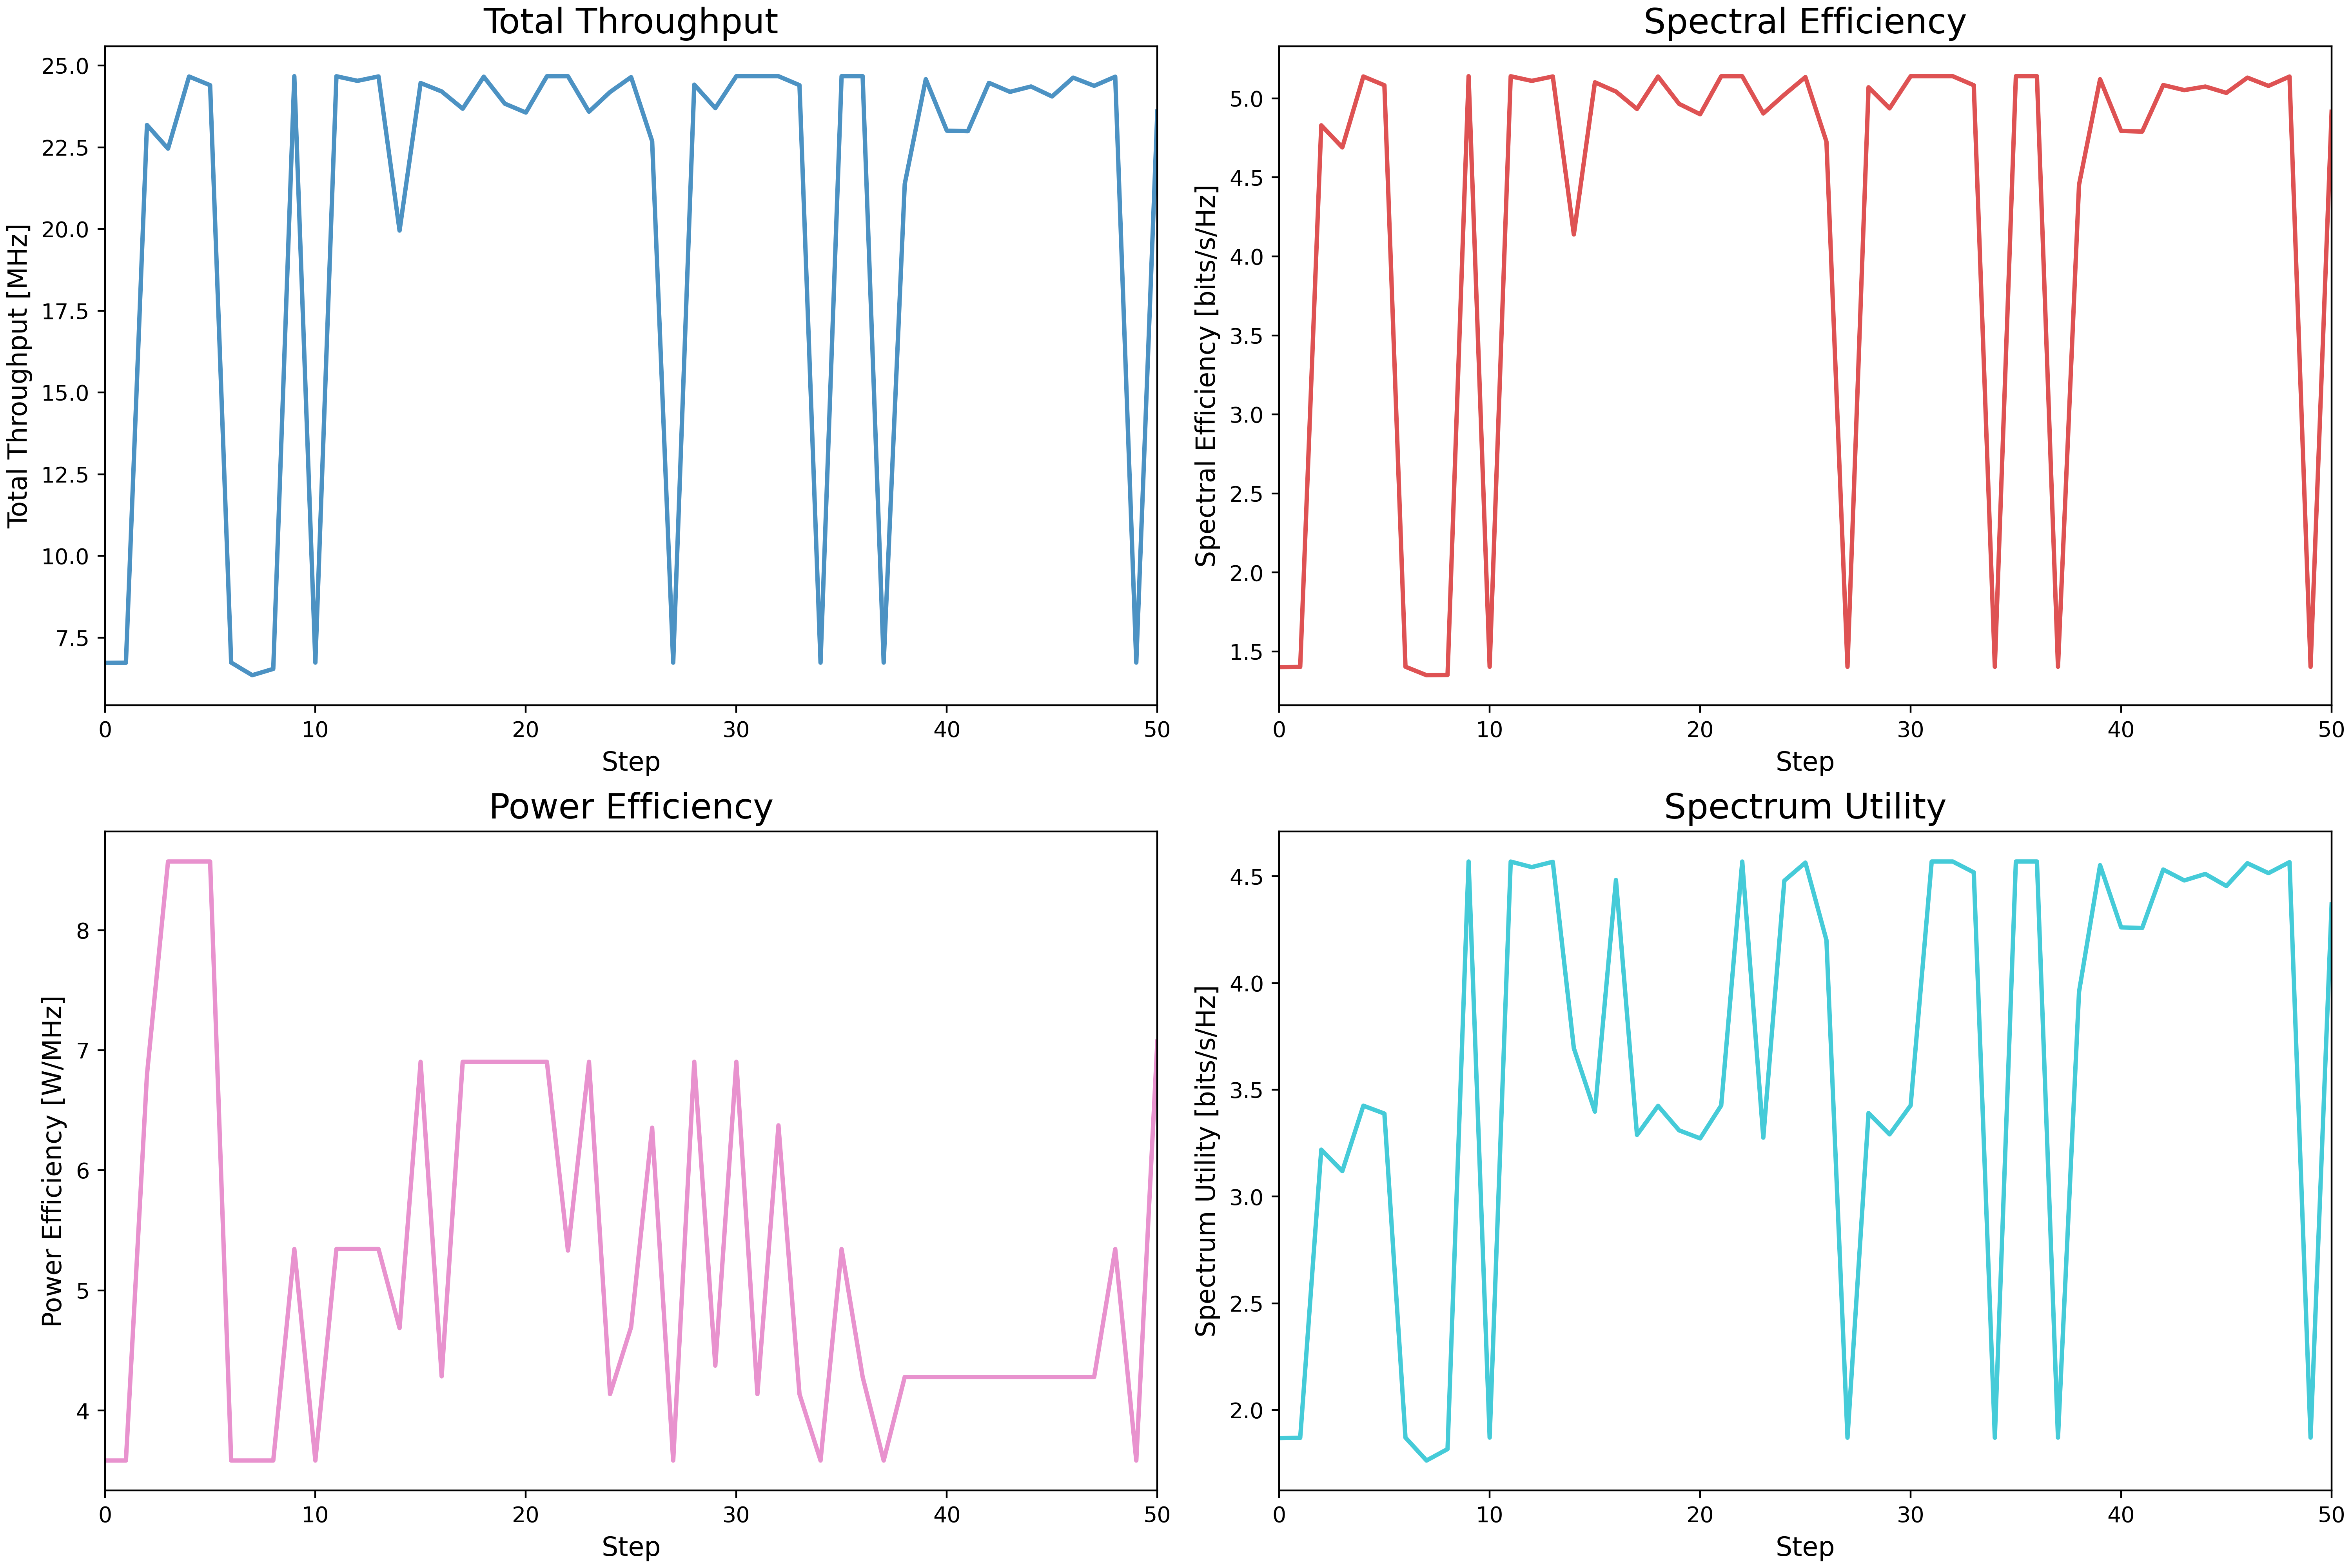 Total Throughput
Total Throughput [MHz]
25.0
22.5
20.0
17.5
15.0
12.5
10.0
7.5
0 10 20 30 40 50
Step
Spectral Efficiency
Spectral Efficiency [bits/s/Hz]
5.0
4.5
4.0
3.5
3.0
2.5
2.0
1.5
0 10 20 30 40 50
Step
Power Efficiency
Power Efficiency [W/MHz]
8
7
6
5
4
0 10 20 30 40 50
Step
Spectrum Utility
Spectrum Utility [bits/s/Hz]
4.5
4.0
3.5
3.0
2.5
2.0
0 10 20 30 40 50
Step